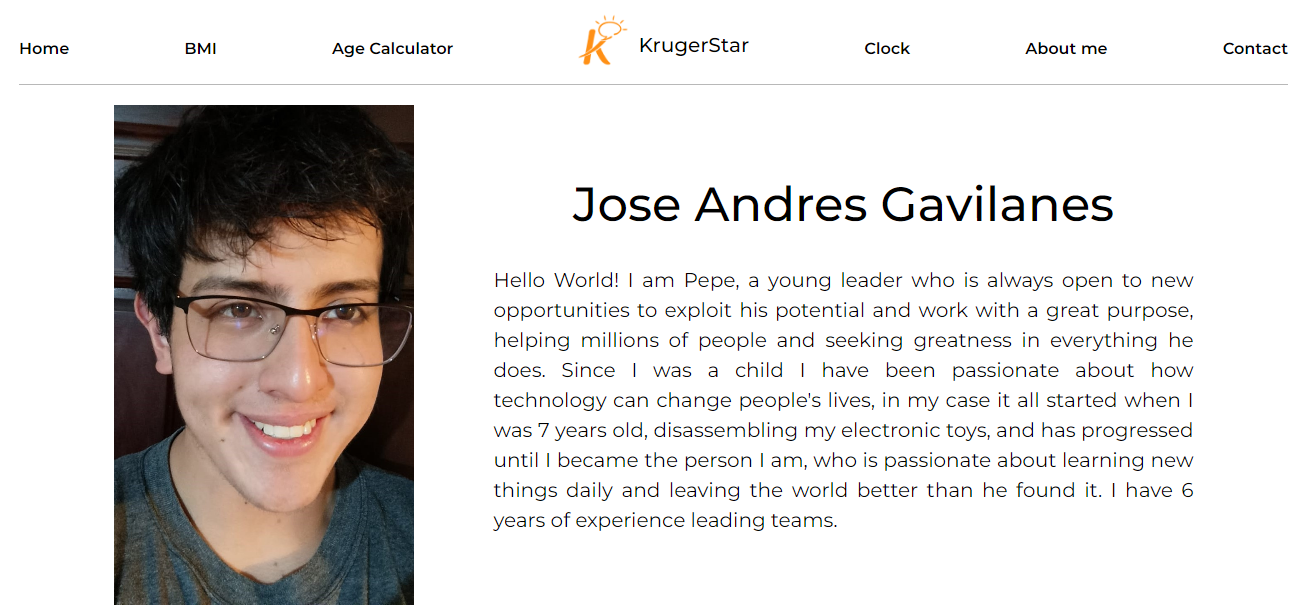 Home BMI Age Calculator KrugerStar Clock About me Contact
Jose Andres Gavilanes
Hello World! I am Pepe, a young leader who is always open to new
opportunities to exploit his potential and work with a great purpose,
helping millions of people and seeking greatness in everything he
does. Since I was a child I have been passionate about how
technology can change people's lives, in my case it all started when I
was 7 years old, disassembling my electronic toys, and has progressed
until I became the person I am, who is passionate about learning new
things daily and leaving the world better than he found it. I have 6
years of experience leading teams.